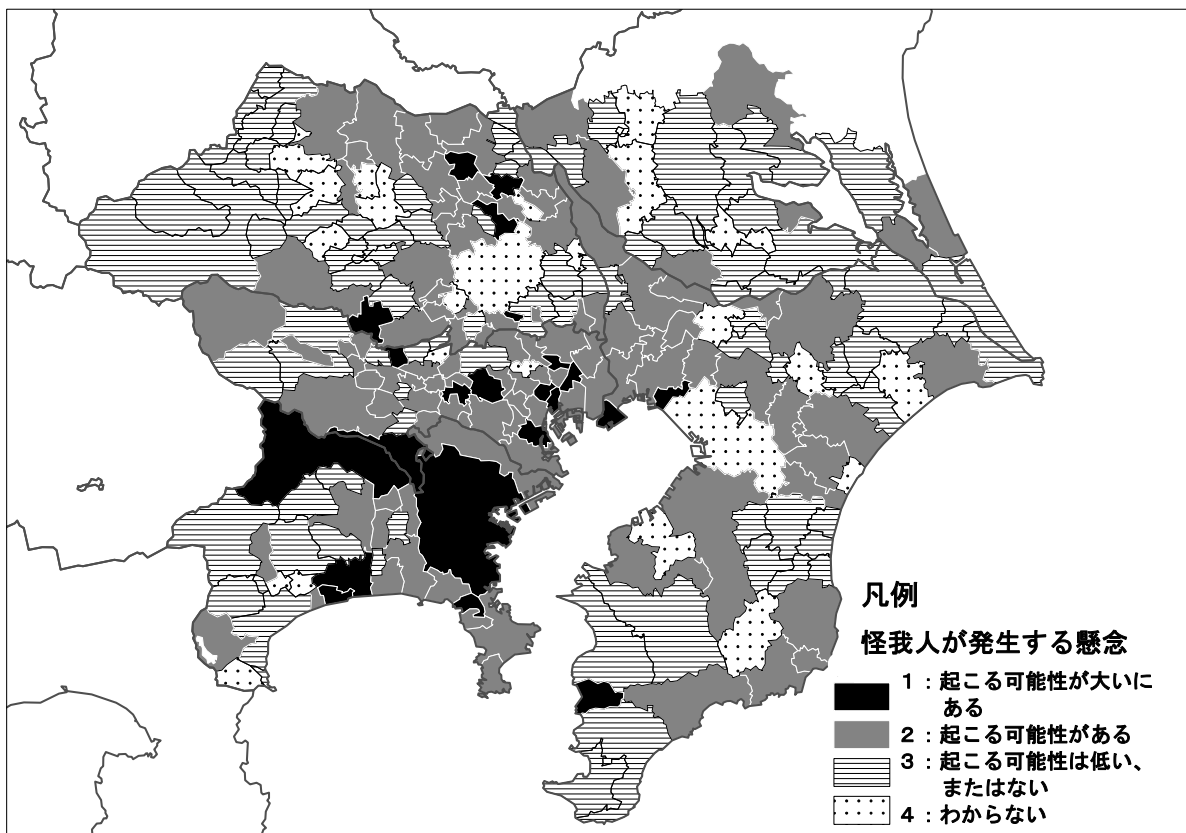 凡例
怪我人が発生する懸念
1：起こる可能性が大いに
ある
2：起こる可能性がある
3：起こる可能性は低い、
またはない
4：わからない